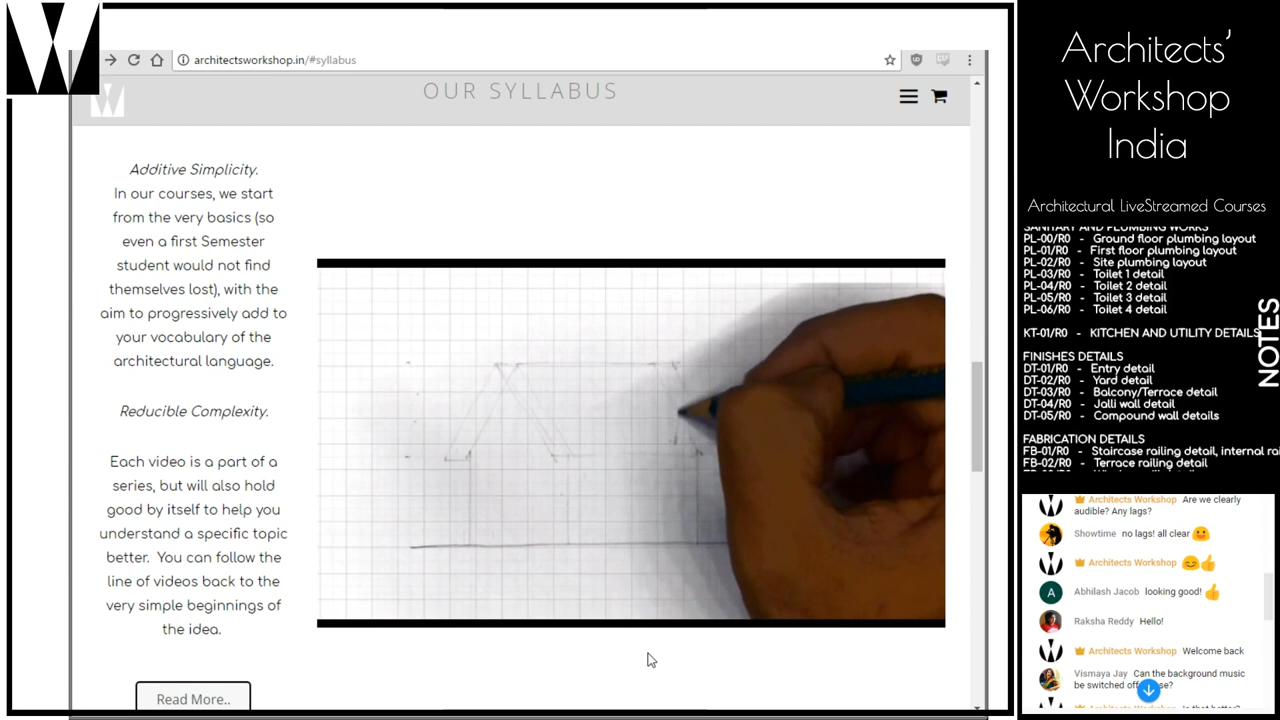 W
architectsworkshop.in/#syllabus
OUR SYLLABUS
Additive Simplicity.
In our courses, we start
from the very basics (so
even a first Semester
student would not find
themselves lost), with the
aim to progressively add to
your vocabulary of the
architectural language.
Reducible Complexity.
Each video is a part of a
series, but will also hold
good by itself to help you
understand a specific topic
better. You can follow the
line of videos back to the
very simple beginnings of
the idea.
Read More..
Architects'
Workshop
India
Architectural LiveStreamed Courses
SANITARY AND PLUMBING WORKS
PL-00/R0 - Ground floor plumbing layout
PL-01/R0 - First floor plumbing layout
PL-02/R0 - Site plumbing layout
PL-03/R0 - Toilet 1 detail
PL-04/R0 - Toilet 2 detail
PL-05/R0 - Toilet 3 detail
PL-06/R0 - Toilet 4 detail
KT-01/R0 - KITCHEN AND UTILITY DETAILS
FINISHES DETAILS
DT-01/R0 - Entry detail
DT-02/R0 - Yard detail
DT-03/R0 - Balcony/Terrace detail
DT-04/R0 - Jalli wall detail
DT-05/R0 - Compound wall details
FABRICATION DETAILS
FB-01/R0 - Staircase railing detail, internal rai
FB-02/R0 - Terrace railing detail
NOTES
Architects Workshop Are we clearly
audible? Any lags?
Showtime no lags! all clear 😃
Architects Workshop 😊👍
A Abhilash Jacob looking good! 👍
Raksha Reddy Hello!
Architects Workshop Welcome back
Vismaya Jay Can the background music
be switched off
Architects Workshop Is that better?